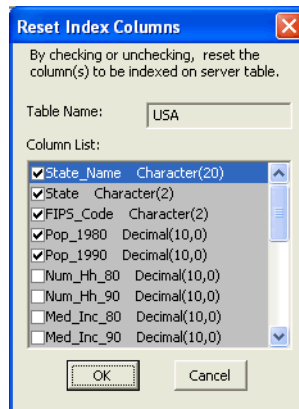 Reset Index Columns
By checking or unchecking, reset the
column(s) to be indexed on server table.
Table Name: USA
Column List:
State_Name Character(20)
State Character(2)
FIPS_Code Character(2)
Pop_1980 Decimal(10,0)
Pop_1990 Decimal(10,0)
Num_Hh_80 Decimal(10,0)
Num_Hh_90 Decimal(10,0)
Med_Inc_80 Decimal(10,0)
Med_Inc_90 Decimal(10,0)
OK Cancel